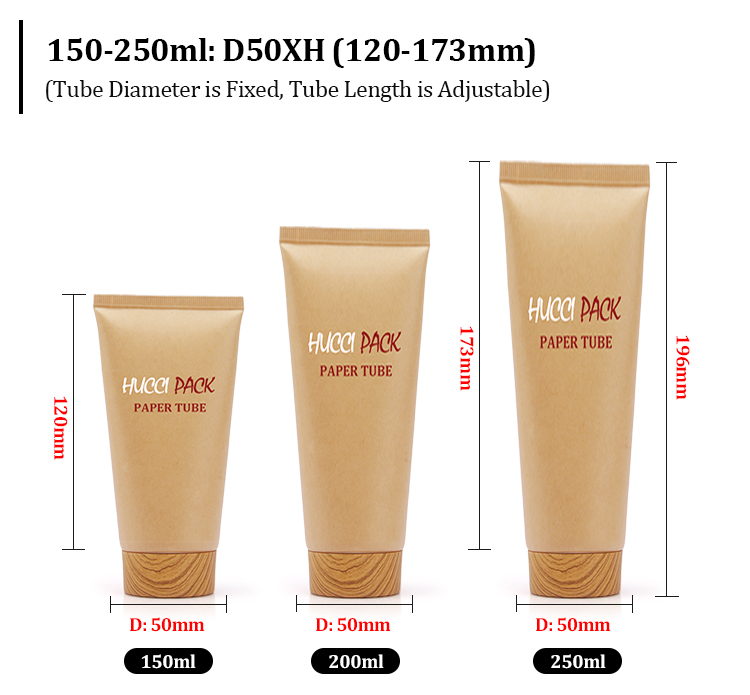 150-250ml: D50XH (120-173mm)
(Tube Diameter is Fixed, Tube Length is Adjustable)
HUCCI PACK
PAPER TUBE
120mm
D: 50mm
150ml
HUCCI PACK
PAPER TUBE
D: 50mm
200ml
173mm
HUCCI PACK
PAPER TUBE
196mm
D: 50mm
250ml